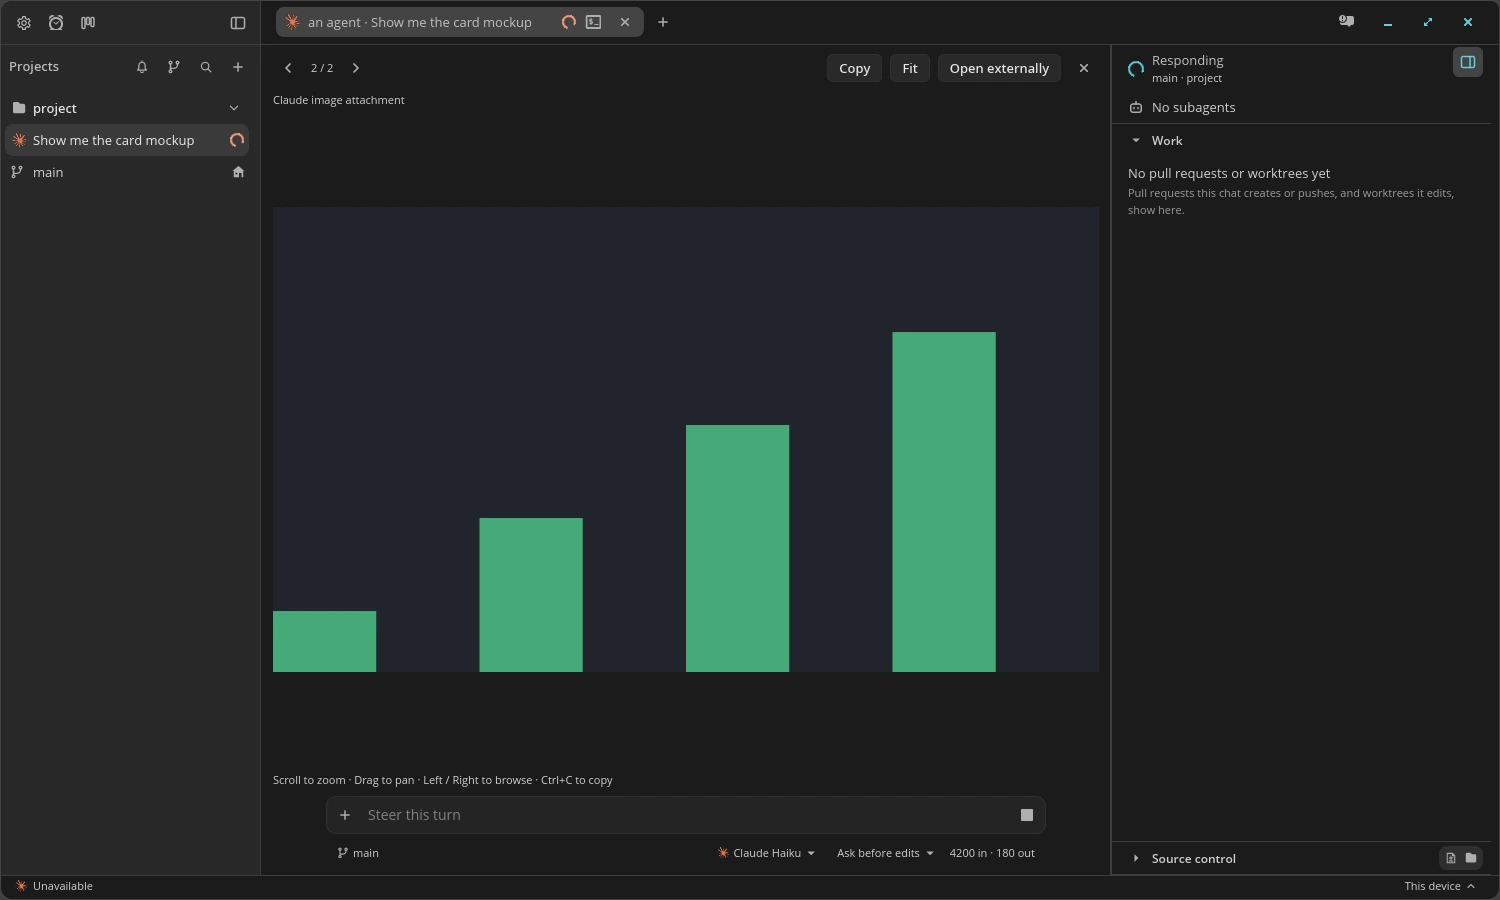 an agent · Show me the card mockup
Projects
project
Show me the card mockup
main
2 / 2
Copy
Fit
Open externally
Claude image attachment
Scroll to zoom · Drag to pan · Left / Right to browse · Ctrl+C to copy
Steer this turn
main
Claude Haiku
Ask before edits
4200 in · 180 out
Responding
main · project
No subagents
Work
No pull requests or worktrees yet
Pull requests this chat creates or pushes, and worktrees it edits,
show here.
Source control
Unavailable
This device